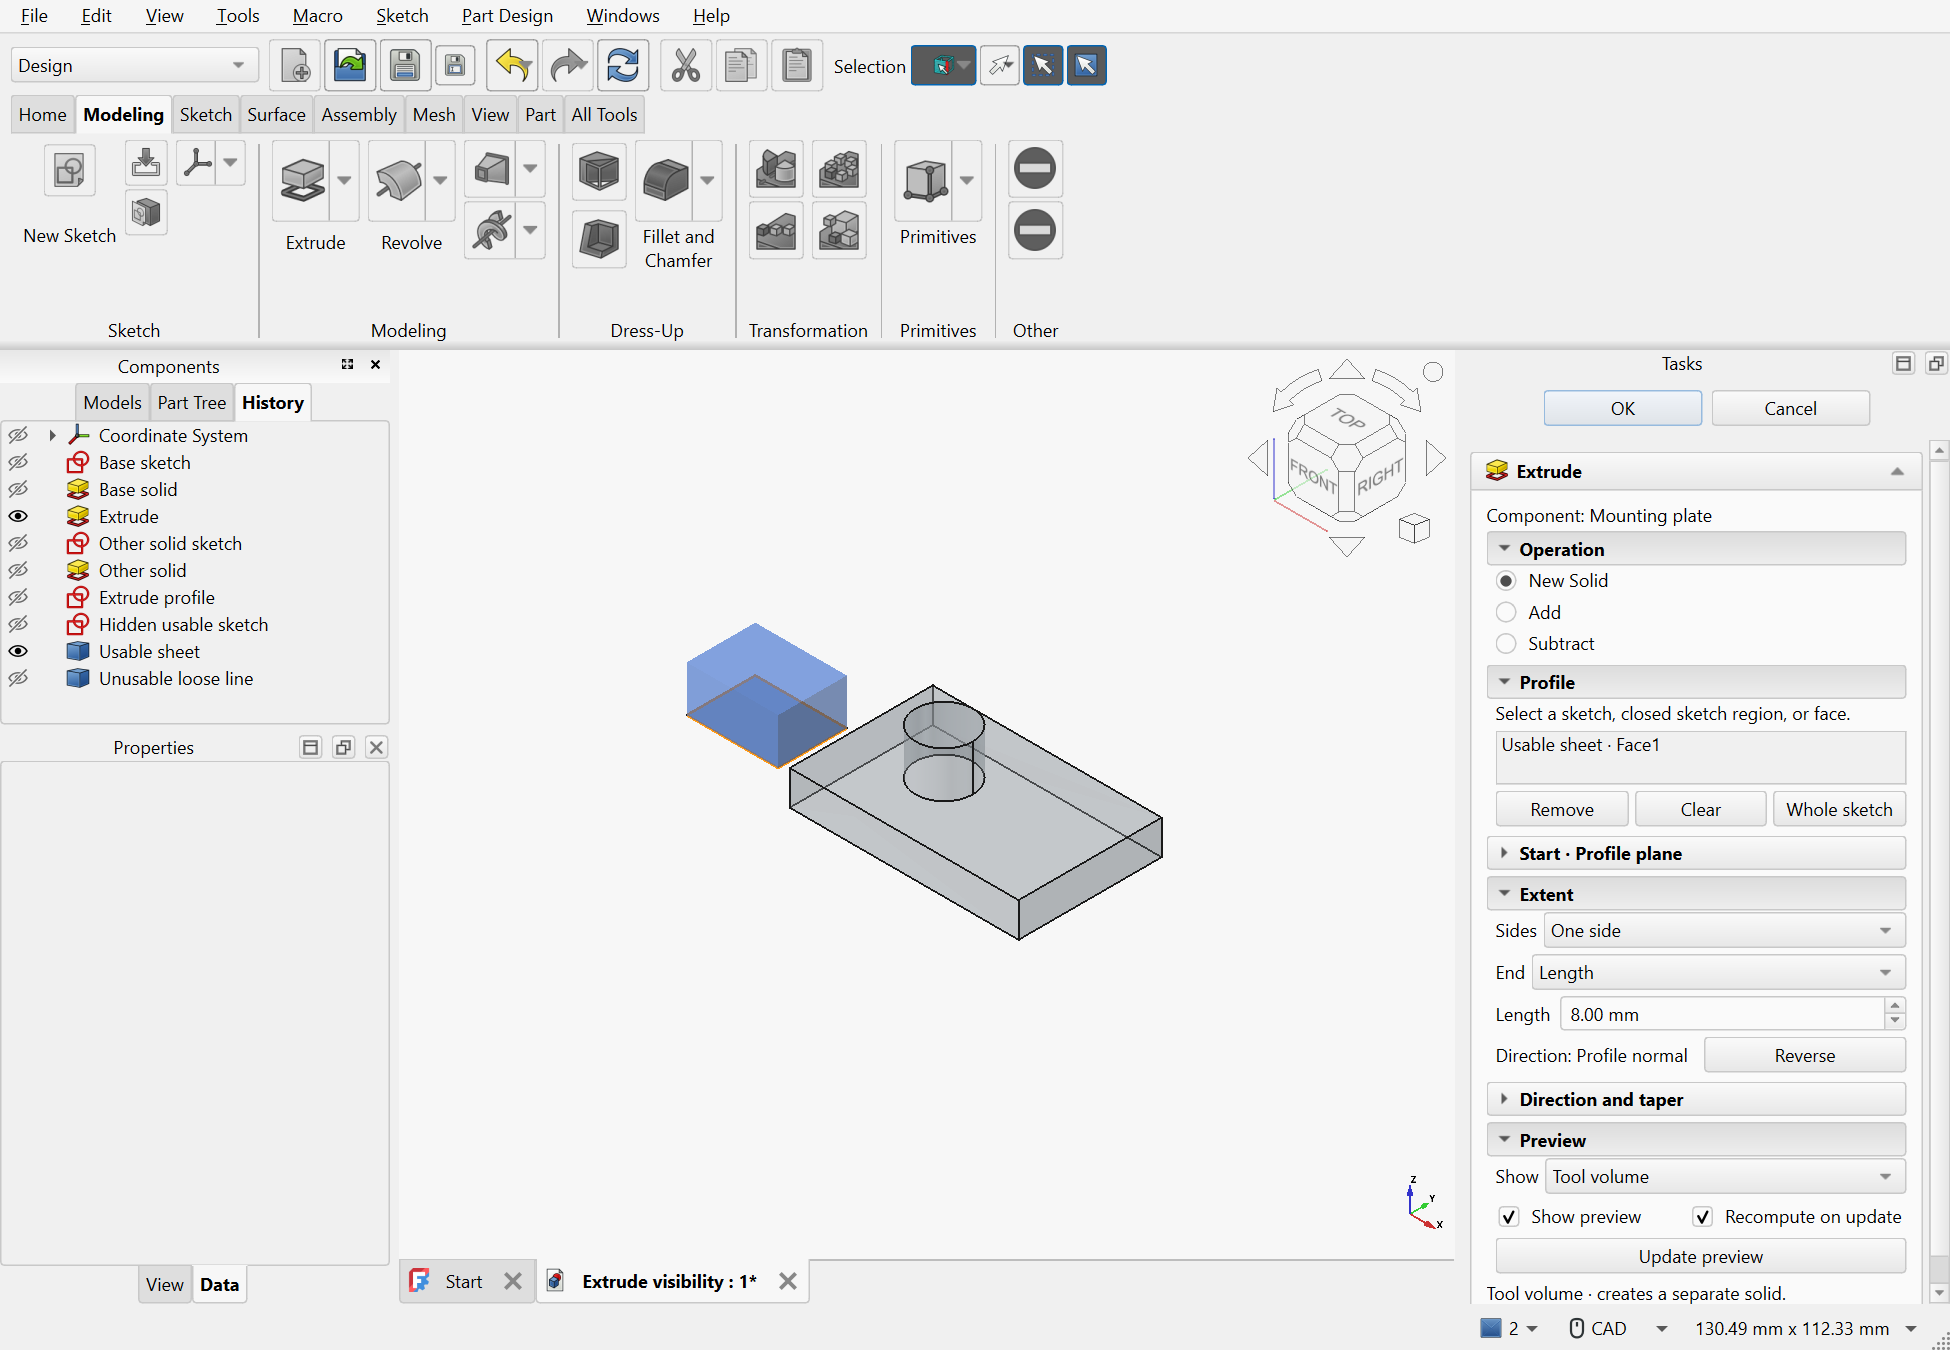 File Edit View Tools Macro Sketch Part Design Windows Help
Design
Selection
Home Modeling Sketch Surface Assembly Mesh View Part All Tools
New Sketch
Extrude
Revolve
Fillet and
Chamfer
Primitives
Sketch
Modeling
Dress-Up
Transformation
Primitives
Other
Components
Models Part Tree History
Coordinate System
Base sketch
Base solid
Extrude
Other solid sketch
Other solid
Extrude profile
Hidden usable sketch
Usable sheet
Unusable loose line
Properties
View Data
TOP
FRONT
RIGHT
Z
Y
X
Start
Extrude visibility : 1*
Tasks
OK Cancel
Extrude
Component: Mounting plate
Operation
New Solid
Add
Subtract
Profile
Select a sketch, closed sketch region, or face.
Usable sheet · Face1
Remove Clear Whole sketch
Start · Profile plane
Extent
Sides One side
End Length
Length 8.00 mm
Direction: Profile normal Reverse
Direction and taper
Preview
Show Tool volume
Show preview Recompute on update
Update preview
Tool volume · creates a separate solid.
2 CAD 130.49 mm x 112.33 mm